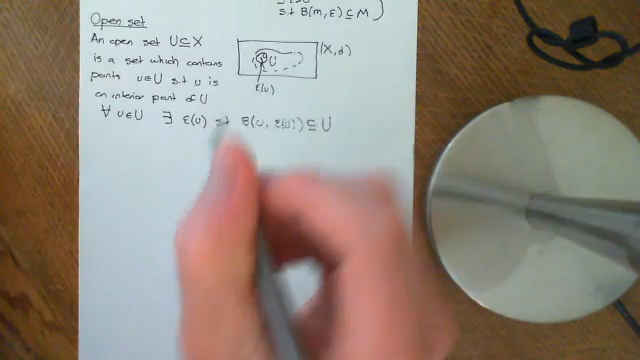 s.t B(m, ε) ⊆ M )
Open set
An open set U ⊆ X
is a set which contains
points u∈U s.t u is
an interior point of U
(X, d)
U
ε(u)
∀ u∈U ∃ ε(u) s.t B(u, ε(u)) ⊆ U